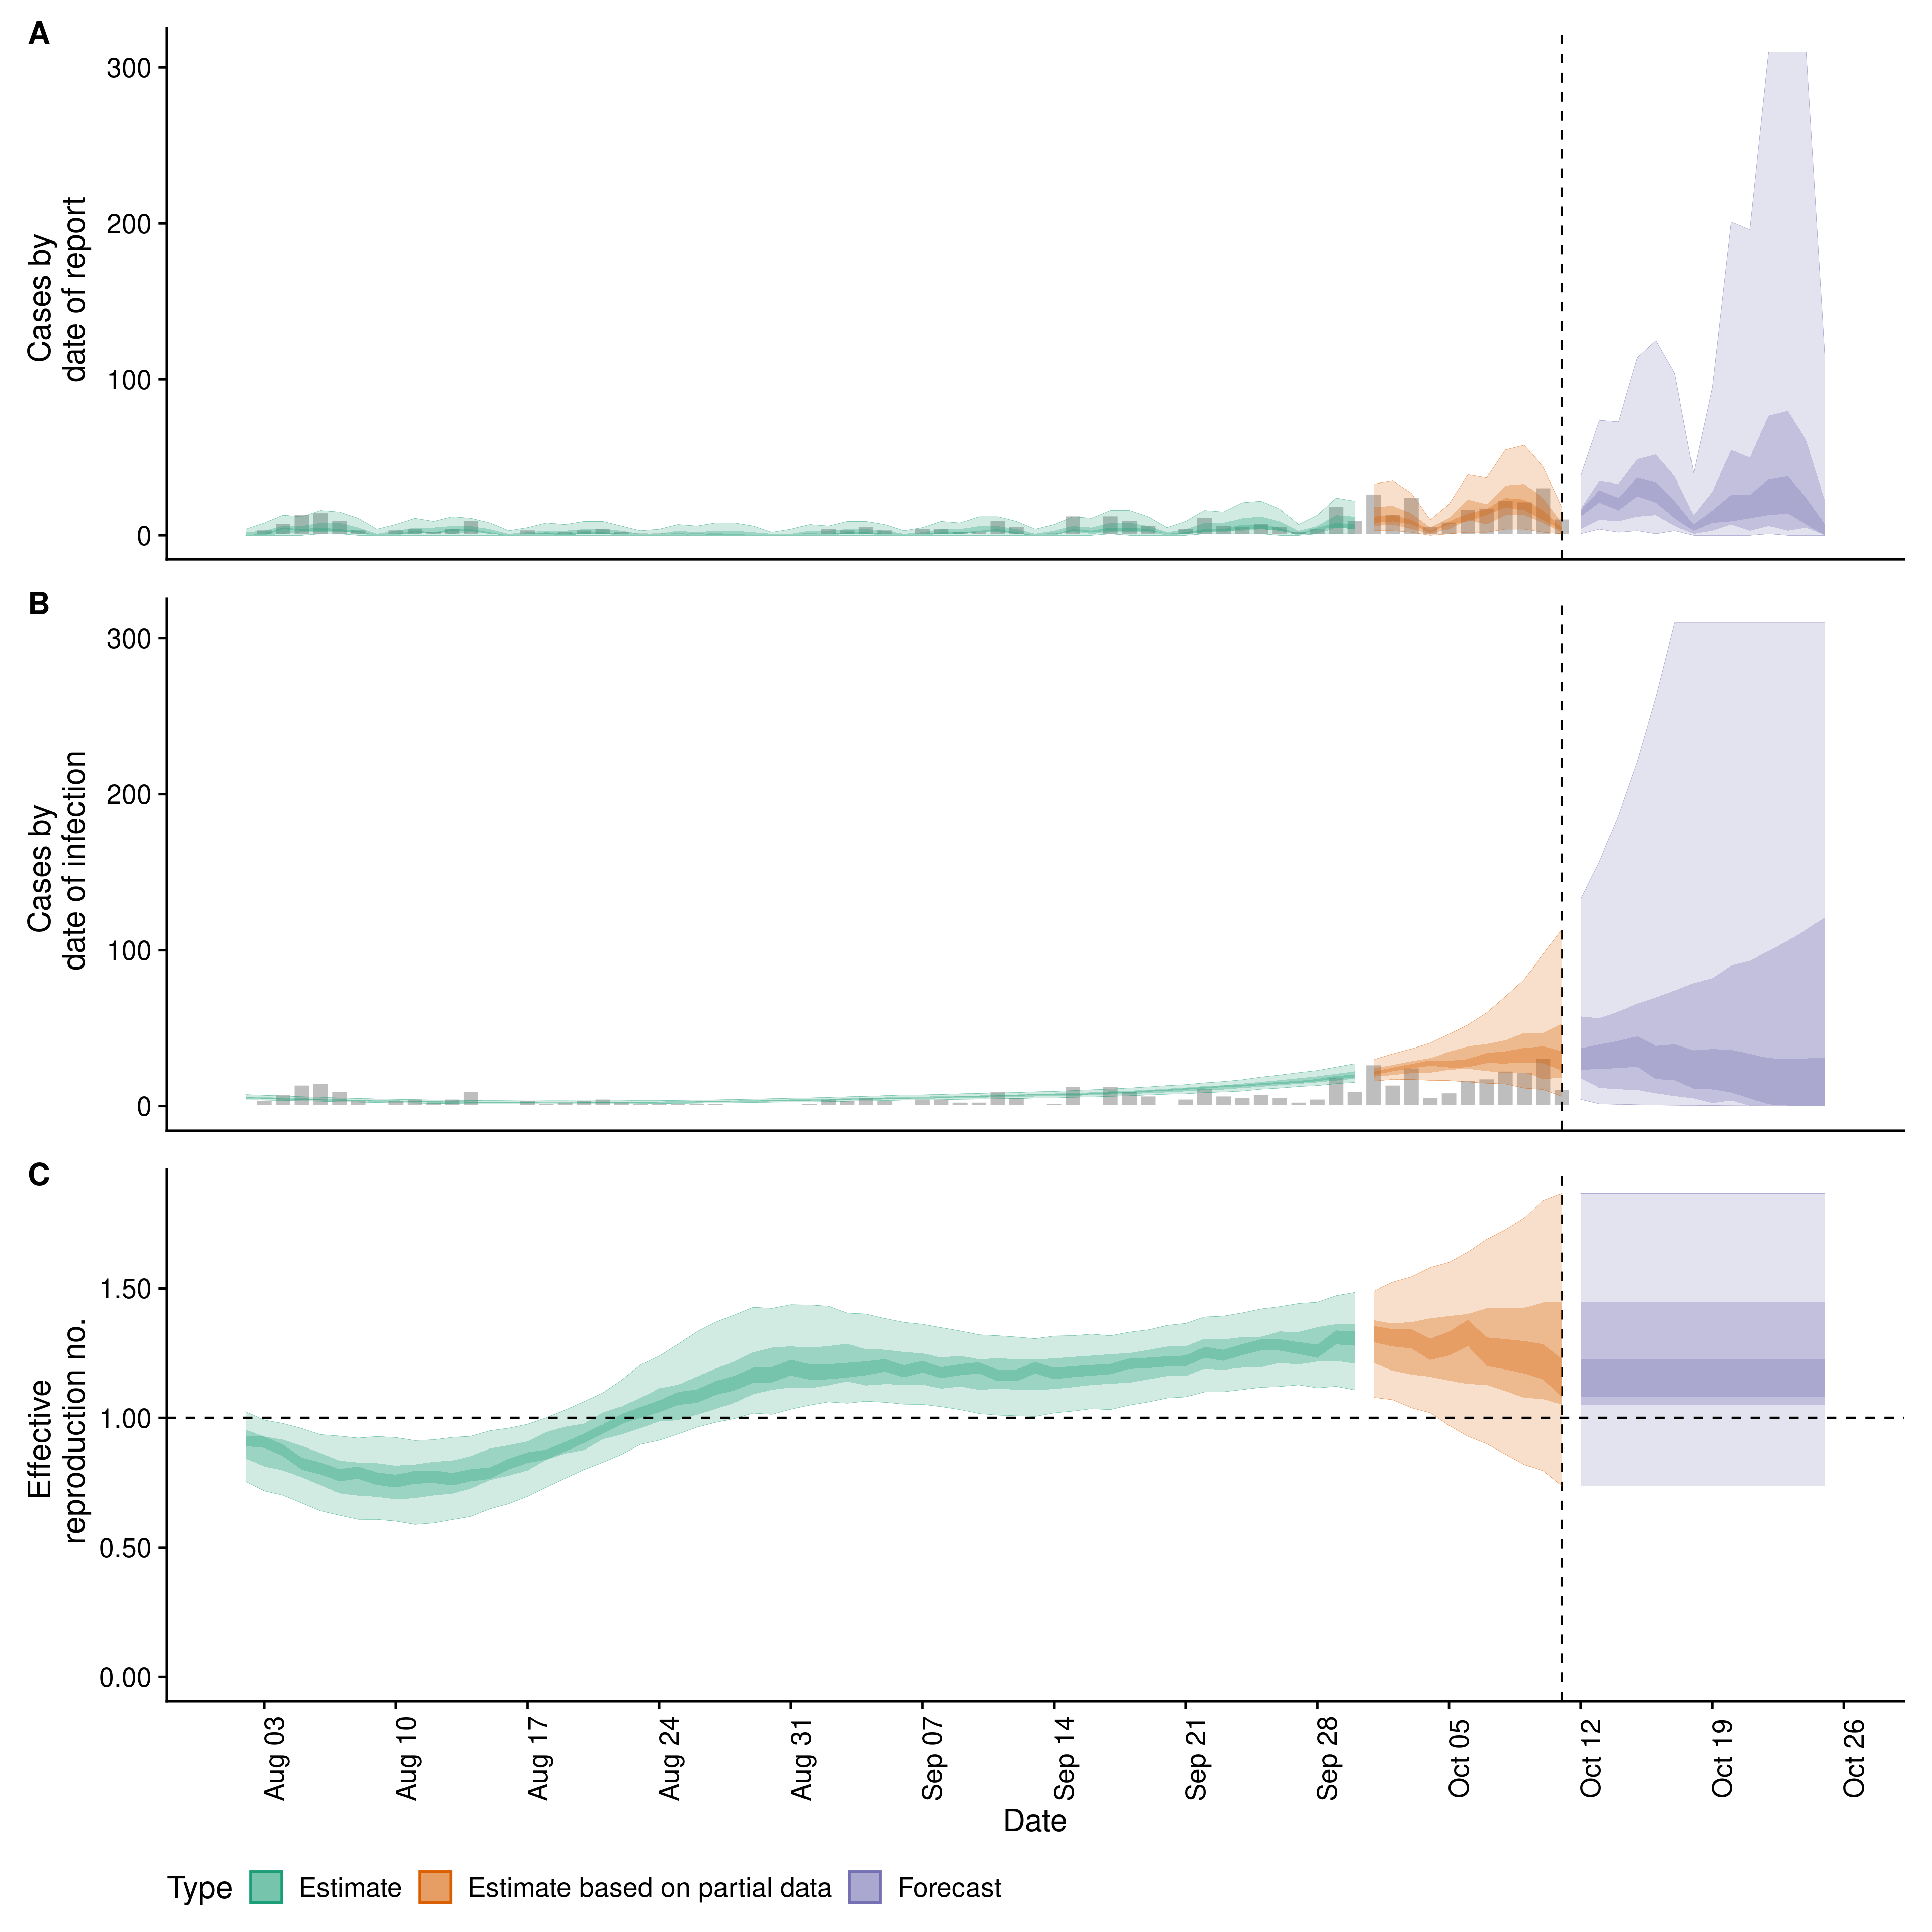 A
300
200
100
0
Cases by
date of report
B
300
200
100
0
Cases by
date of infection
C
1.50
1.00
0.50
0.00
Effective
reproduction no.
Aug 03
Aug 10
Aug 17
Aug 24
Aug 31
Sep 07
Sep 14
Sep 21
Sep 28
Oct 05
Oct 12
Oct 19
Oct 26
Date
Type Estimate Estimate based on partial data Forecast